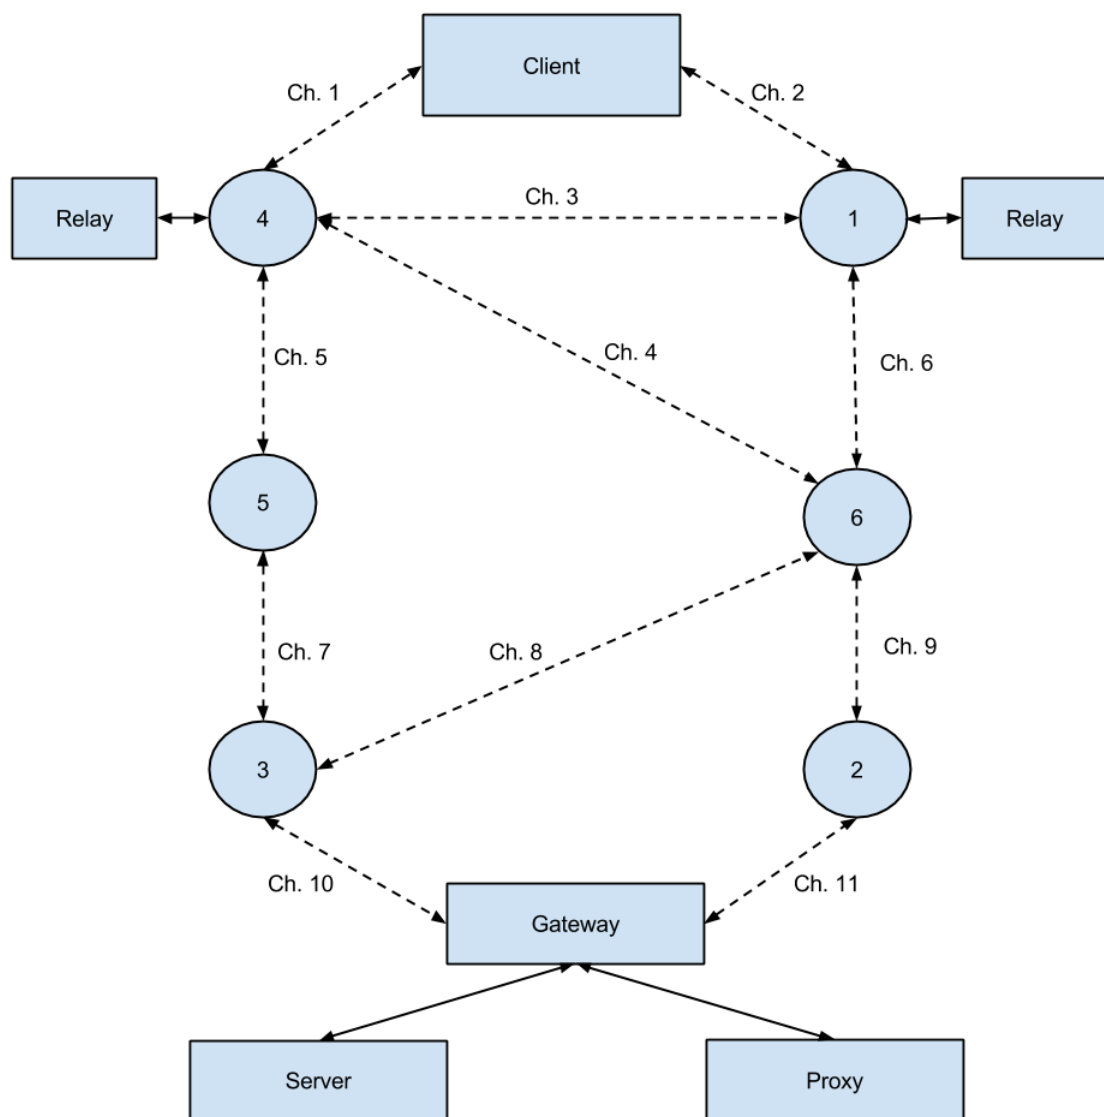 Client
Ch. 1
Ch. 2
Relay
4
Ch. 3
1
Relay
Ch. 5
Ch. 4
Ch. 6
5
6
Ch. 7
Ch. 8
Ch. 9
3
2
Ch. 10
Ch. 11
Gateway
Server
Proxy